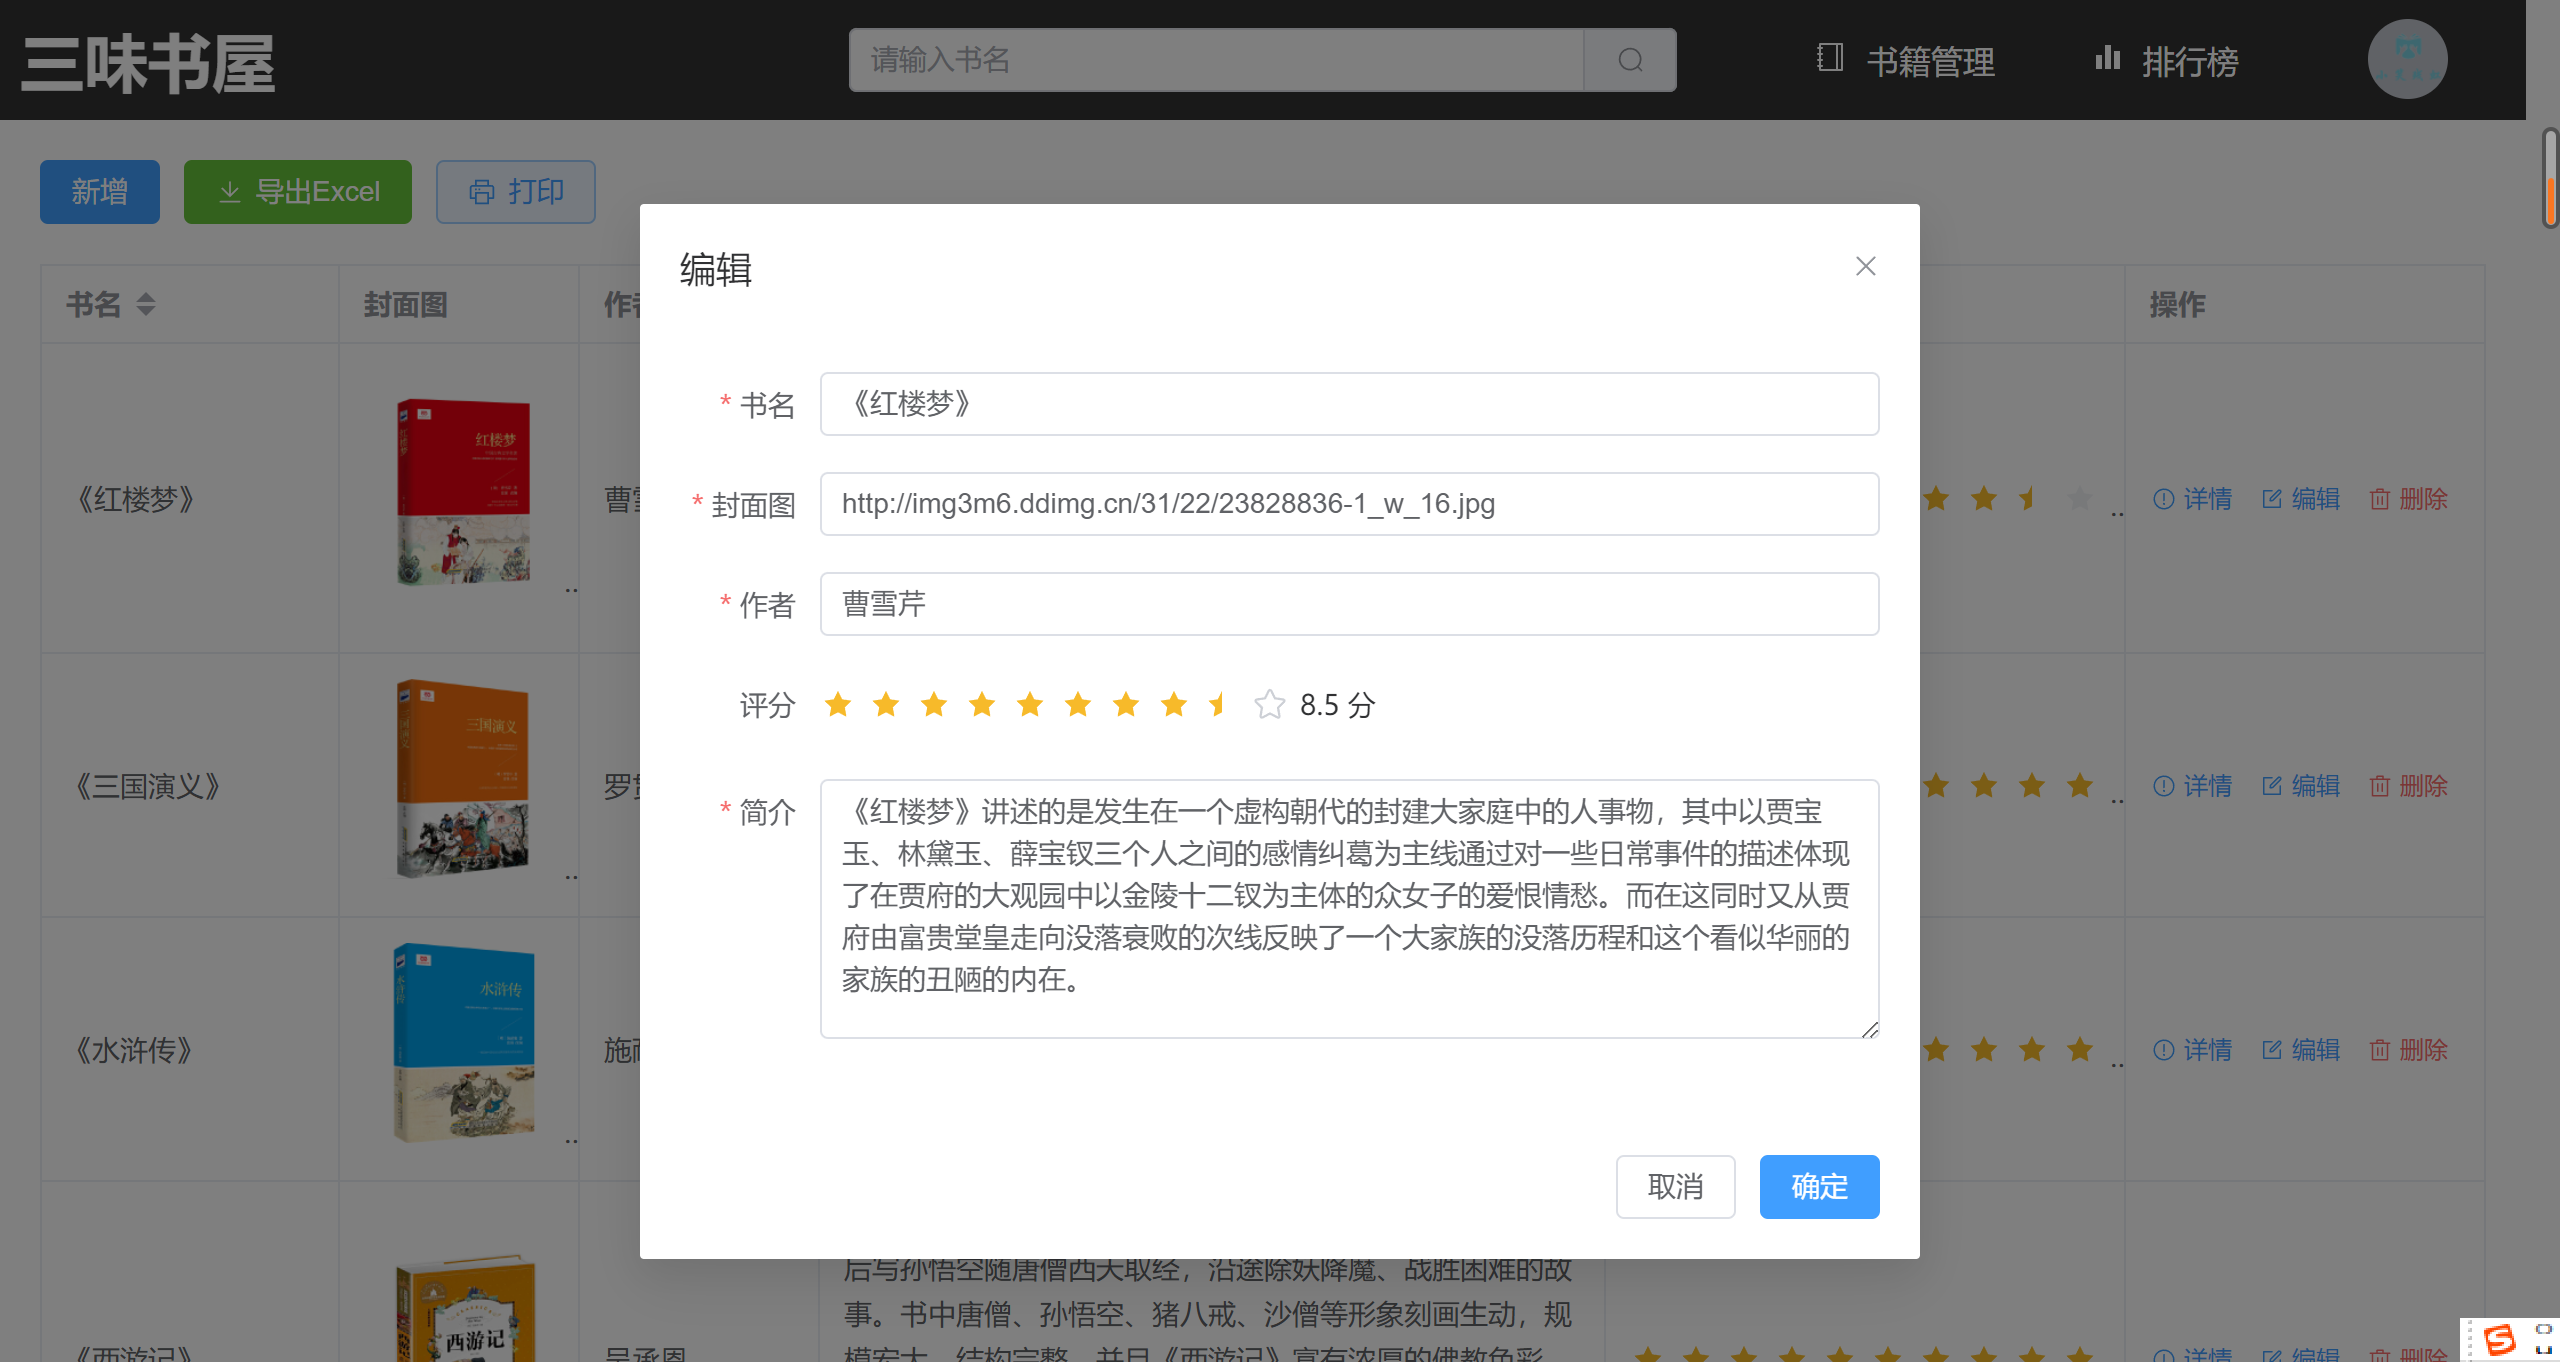 三味书屋
请输入书名
书籍管理
排行榜
新增
导出Excel
打印
书名
封面图
操作
《红楼梦》
红楼梦
详情 编辑 删除
《三国演义》
三国演义
详情 编辑 删除
《水浒传》
水浒传
详情 编辑 删除
西游记
编辑
* 书名
《红楼梦》
* 封面图
http://img3m6.ddimg.cn/31/22/23828836-1_w_16.jpg
* 作者
曹雪芹
评分
8.5 分
* 简介
《红楼梦》讲述的是发生在一个虚构朝代的封建大家庭中的人事物，其中以贾宝
玉、林黛玉、薛宝钗三个人之间的感情纠葛为主线通过对一些日常事件的描述体现
了在贾府的大观园中以金陵十二钗为主体的众女子的爱恨情愁。而在这同时又从贾
府由富贵堂皇走向没落衰败的次线反映了一个大家族的没落历程和这个看似华丽的
家族的丑陋的内在。
取消
确定
后写孙悟空随唐僧西天取经，沿途除妖降魔、战胜困难的故
事。书中唐僧、孙悟空、猪八戒、沙僧等形象刻画生动，规
模宏大，结构完整，并且《西游记》富有浓厚的佛教色彩，
《西游记》
吴承恩
详情 编辑 删除